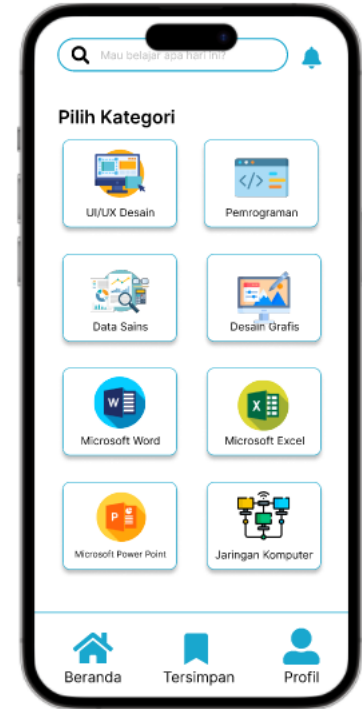 Mau belajar apa hari ini?
Pilih Kategori
UI/UX Desain
Pemrograman
Data Sains
Desain Grafis
Microsoft Word
Microsoft Excel
Microsoft Power Point
Jaringan Komputer
Beranda
Tersimpan
Profil